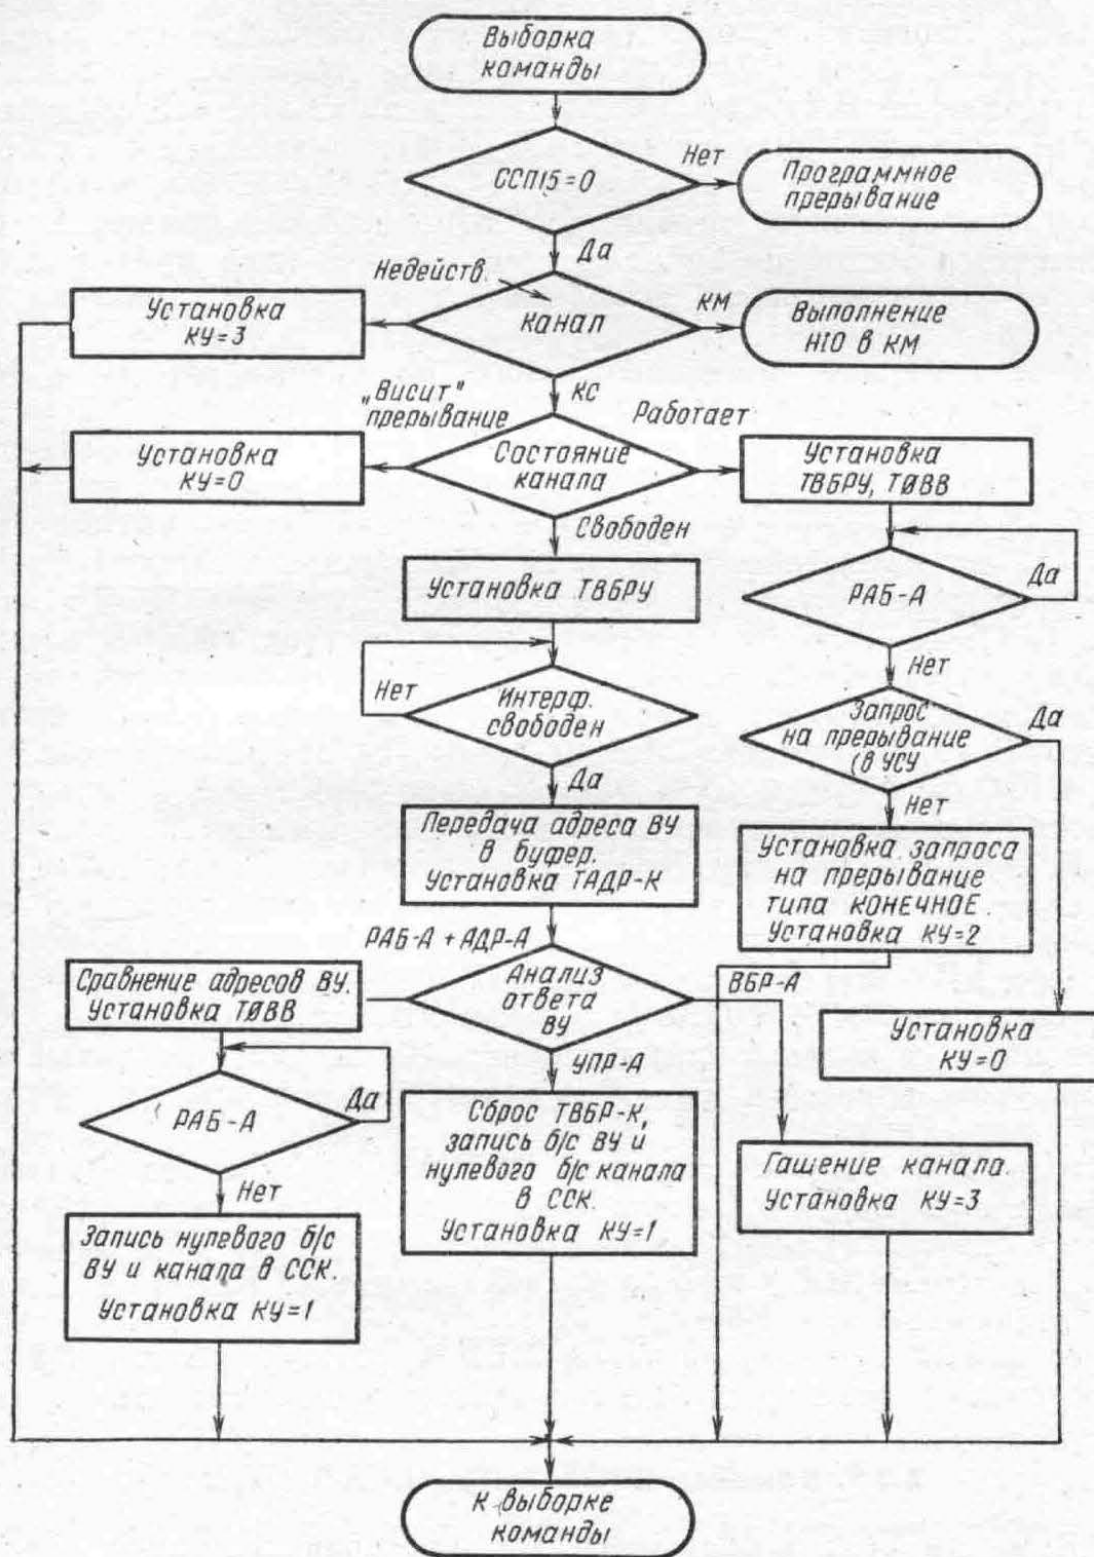 Выборка
команды
ССП15=0
Нет
Программное
прерывание
Да
Недейств.
Установка
КУ=3
Канал
КМ
Выполнение
HIO в КМ
КС
„Висит"
прерывание
Установка
КУ=0
Состояние
канала
Работает
Установка
ТВБРУ, ТØВВ
Свободен
Установка ТВБРУ
РАБ-А
Да
Нет
Интерф.
свободен
Нет
Да
Запрос
на прерывание
(в УСУ
Да
Нет
Передача адреса ВУ
в буфер.
Установка ТАДР-К
Установка запроса
на прерывание
типа КОНЕЧНОЕ.
Установка КУ=2
РАБ-А + АДР-А
Сравнение адресов ВУ.
Установка ТØВВ
Анализ
ответа
ВУ
ВБР-А
Установка
КУ=0
УПР-А
РАБ-А
Да
Нет
Сброс ТВБР-К,
запись б/с ВУ и
нулевого б/с канала
в ССК.
Установка КУ=1
Гашение канала.
Установка КУ=3
Запись нулевого б/с
ВУ и канала в ССК.
Установка КУ=1
К выборке
команды